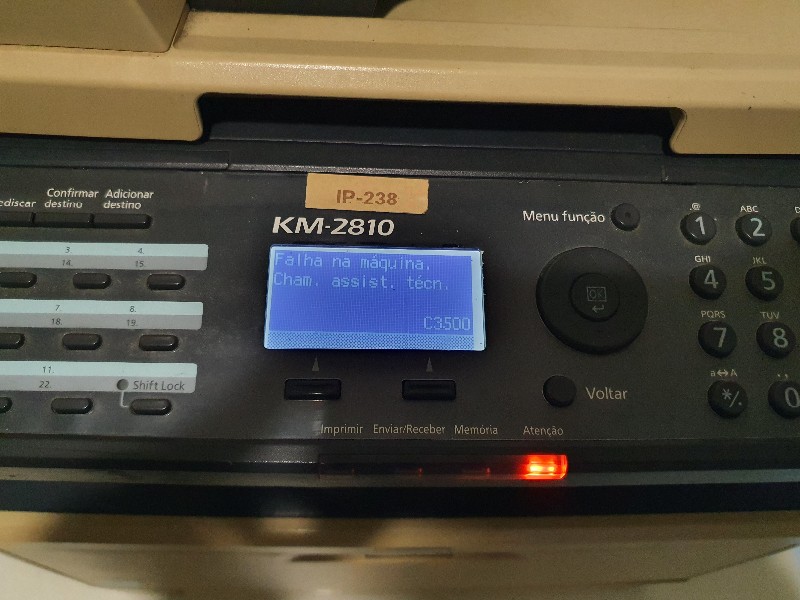 Confirmar
destino
Adicionar
destino
IP-238
KM-2810
Menu função
Falha na máquina.
Cham. assist. técn.
C3500
3.
4.
14.
15.
7.
8.
18.
19.
11.
22.
Shift Lock
OK
Voltar
.@
1
ABC
2
GHI
4
JKL
5
PQRS
7
TUV
8
a↔A
*/.
0
Imprimir Enviar/Receber Memória Atenção